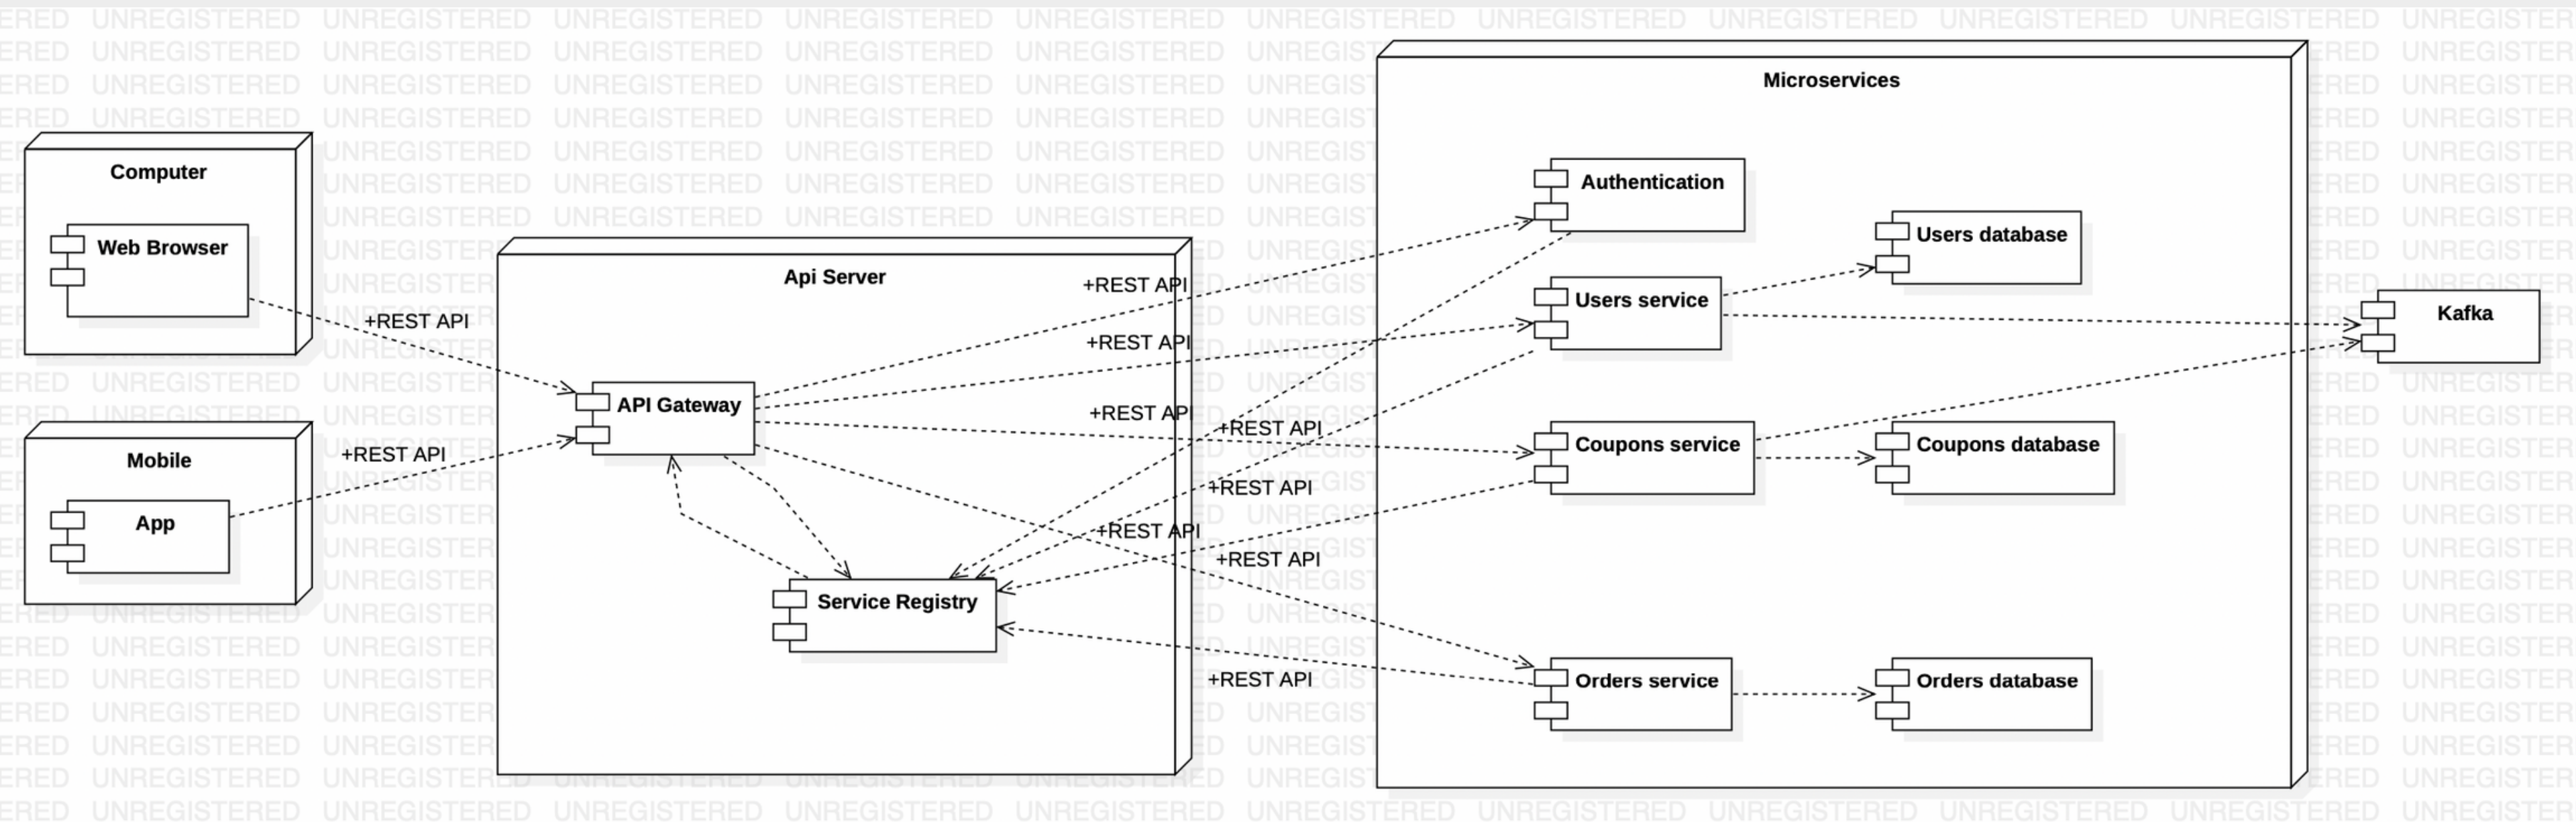 Computer
Web Browser
+REST API
Mobile
App
+REST API
Api Server
API Gateway
Service Registry
+REST API
+REST API
+REST API
+REST API
+REST API
+REST API
+REST API
+REST API
Microservices
Authentication
Users service
Users database
Coupons service
Coupons database
Orders service
Orders database
Kafka
UNREGISTERED